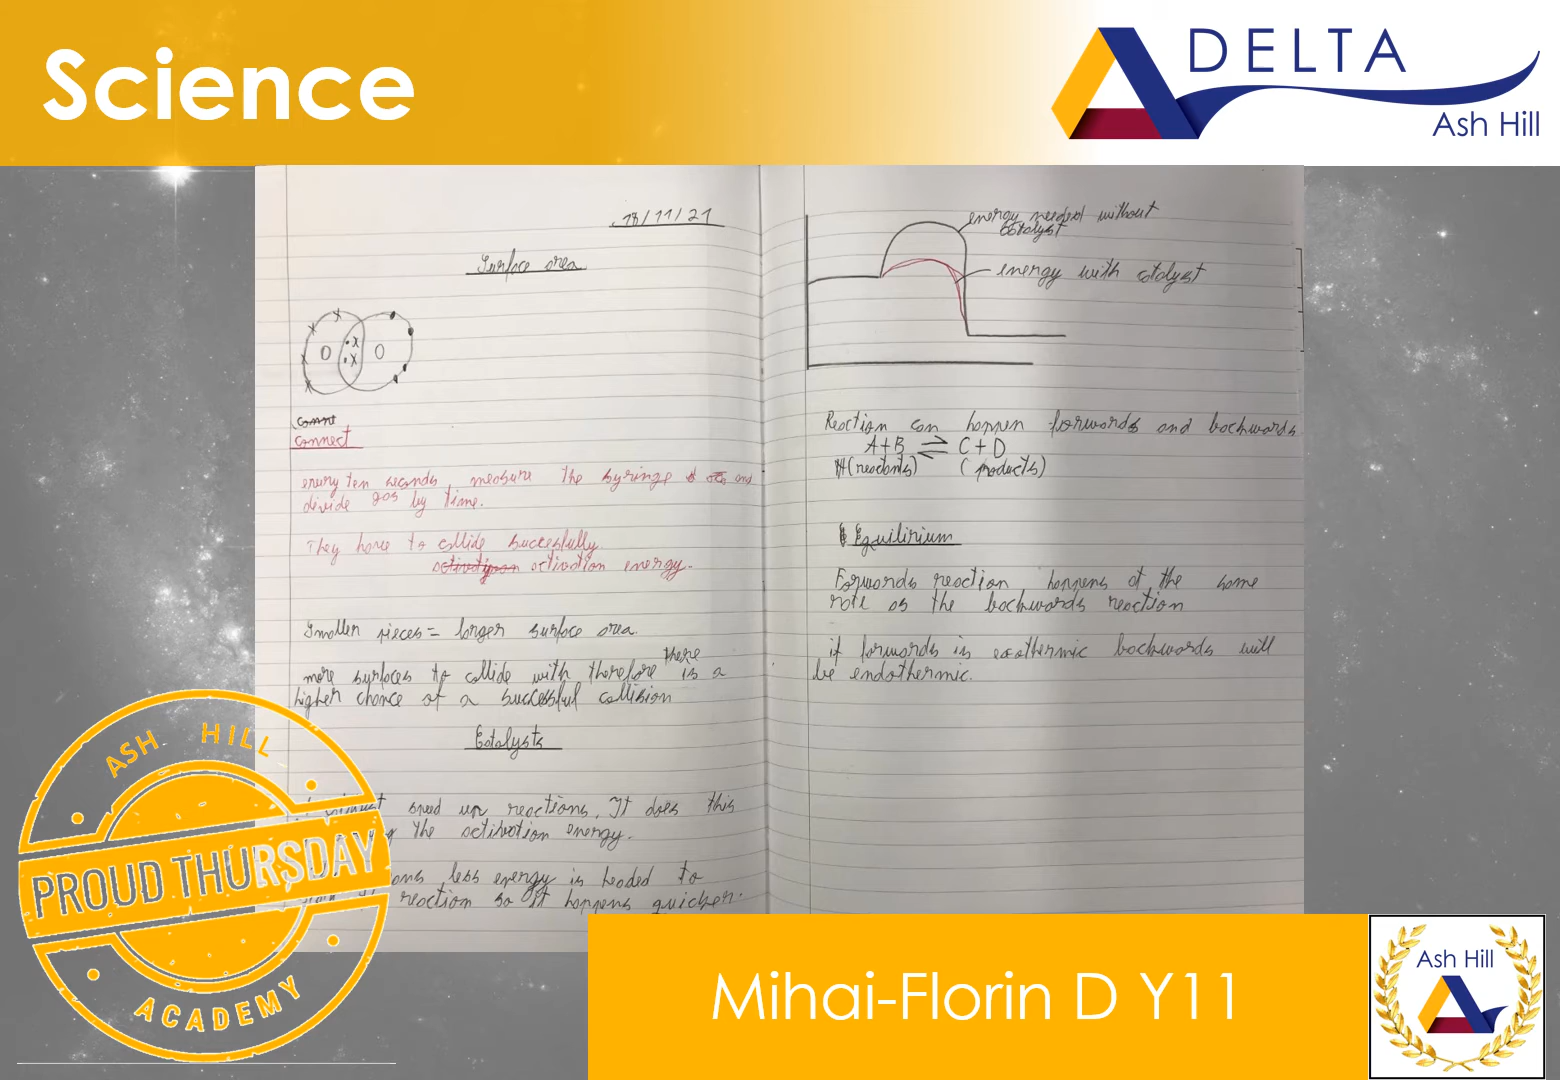 Science
DELTA
Ash Hill
18/11/21
Surface area
O O
connect
every ten seconds, measure the syringe and
divide gas by time.
They have to collide succesfully.
activation energy.
Smaller pieces = larger surface area.
there
more surfaces to collide with therefore is a
higher chance of a successful collision
Catalysts
speed up reactions. It does this
the activation energy.
less energy is needed to
reaction so it happens quicker.
energy needed without
catalyst
energy with catalyst
Reaction can happen forwards and backwards
A+B ⇌ C+D
(reactants) (products)
Equilirium
Forwards reaction happens at the same
rate as the backwards reaction
if forwards is exothermic backwards will
be endothermic.
ASH HILL
PROUD THURSDAY
ACADEMY
Mihai-Florin D Y11
Ash Hill